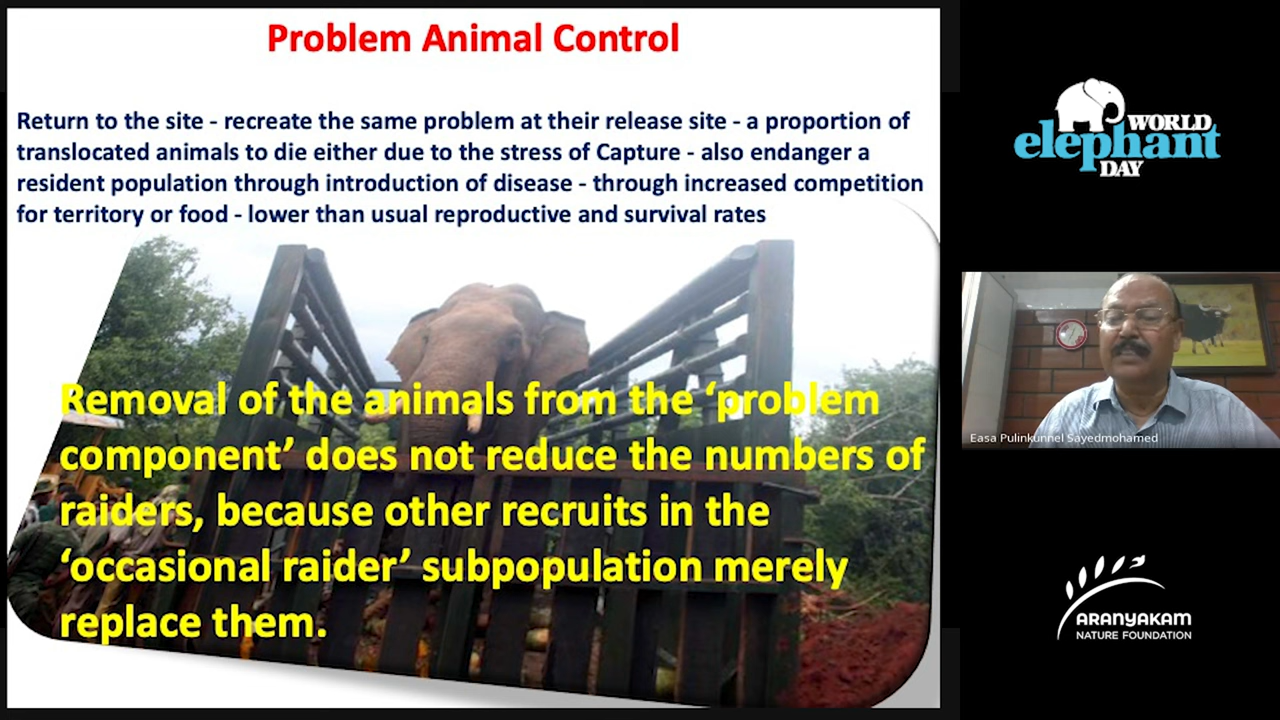 Problem Animal Control
Return to the site - recreate the same problem at their release site - a proportion of
translocated animals to die either due to the stress of Capture - also endanger a
resident population through introduction of disease - through increased competition
for territory or food - lower than usual reproductive and survival rates
Removal of the animals from the ‘problem
component’ does not reduce the numbers of
raiders, because other recruits in the
‘occasional raider’ subpopulation merely
replace them.
WORLD
elephant
DAY
Easa Pulinkunnel Sayedmohamed
ARANYAKAM
NATURE FOUNDATION